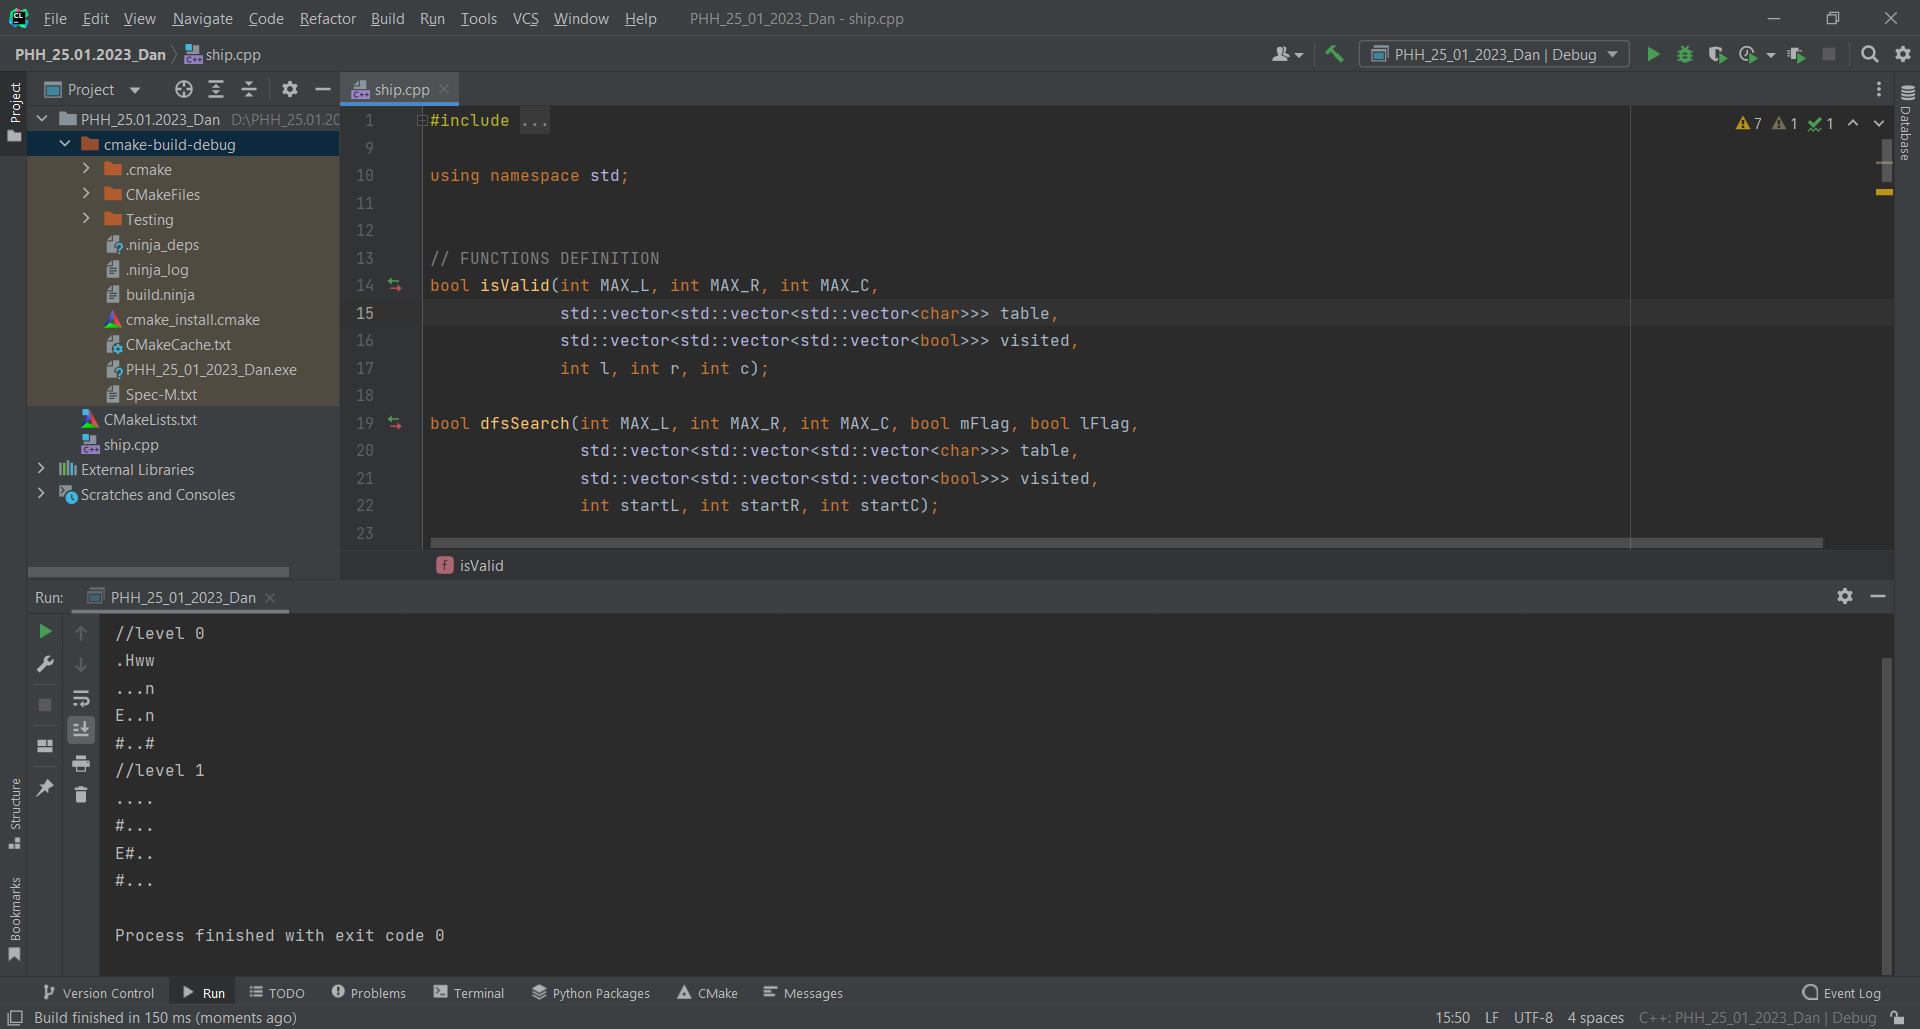 File Edit View Navigate Code Refactor Build Run Tools VCS Window Help PHH_25_01_2023_Dan - ship.cpp
PHH_25.01.2023_Dan ship.cpp PHH_25_01_2023_Dan | Debug
Project ship.cpp
Project
Database
PHH_25.01.2023_Dan D:\PHH_25.01.20
cmake-build-debug
.cmake
CMakeFiles
Testing
.ninja_deps
.ninja_log
build.ninja
cmake_install.cmake
CMakeCache.txt
PHH_25_01_2023_Dan.exe
Spec-M.txt
CMakeLists.txt
ship.cpp
External Libraries
Scratches and Consoles
1 #include ...
7 1 1
9
10 using namespace std;
11
12
13 // FUNCTIONS DEFINITION
14 bool isValid(int MAX_L, int MAX_R, int MAX_C,
15 std::vector<std::vector<std::vector<char>>> table,
16 std::vector<std::vector<std::vector<bool>>> visited,
17 int l, int r, int c);
18
19 bool dfsSearch(int MAX_L, int MAX_R, int MAX_C, bool mFlag, bool lFlag,
20 std::vector<std::vector<std::vector<char>>> table,
21 std::vector<std::vector<std::vector<bool>>> visited,
22 int startL, int startR, int startC);
23
f isValid
Run: PHH_25_01_2023_Dan
//level 0
.Hww
...n
E..n
#..#
//level 1
....
#...
E#..
#...
Process finished with exit code 0
Structure
Bookmarks
Version Control Run TODO Problems Terminal Python Packages CMake Messages Event Log
Build finished in 150 ms (moments ago) 15:50 LF UTF-8 4 spaces C++: PHH_25_01_2023_Dan | Debug